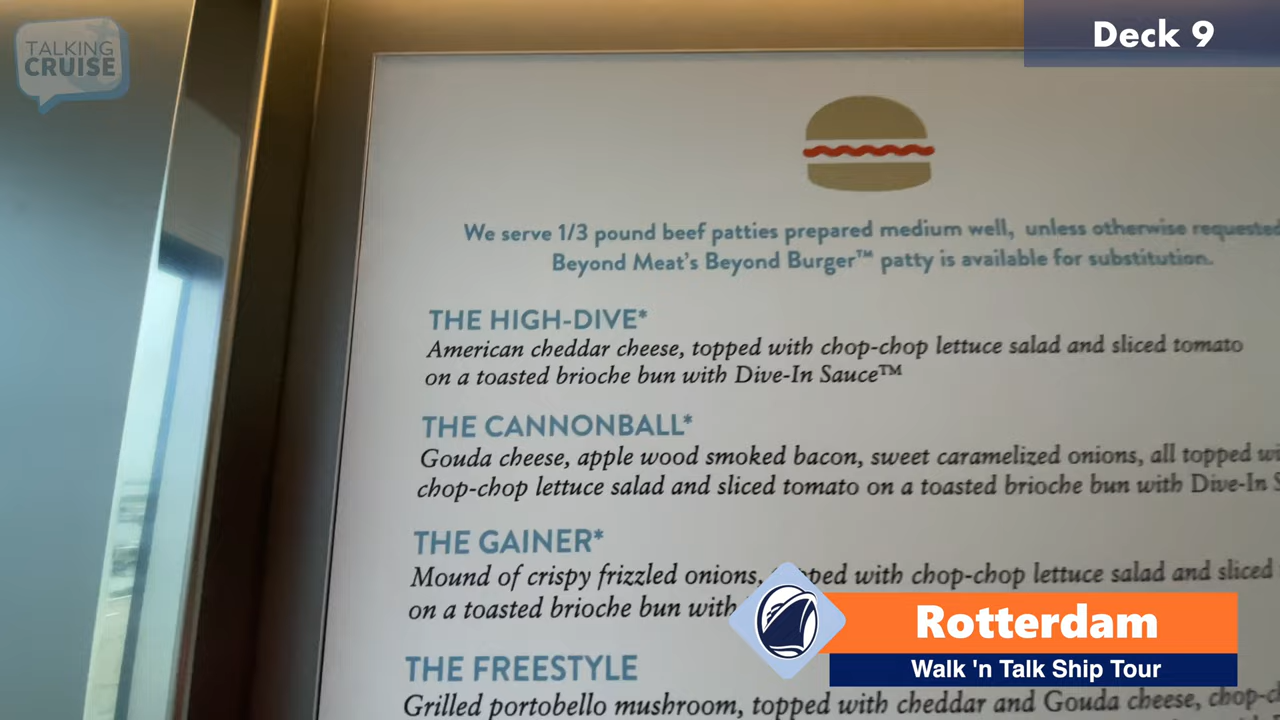 TALKING
CRUISE
Deck 9
We serve 1/3 pound beef patties prepared medium well, unless otherwise requested
Beyond Meat's Beyond Burger™ patty is available for substitution.
THE HIGH-DIVE*
American cheddar cheese, topped with chop-chop lettuce salad and sliced tomato
on a toasted brioche bun with Dive-In Sauce™
THE CANNONBALL*
Gouda cheese, apple wood smoked bacon, sweet caramelized onions, all topped
chop-chop lettuce salad and sliced tomato on a toasted brioche bun with Dive-In
THE GAINER*
Mound of crispy frizzled onions, with chop-chop lettuce salad and sliced
on a toasted brioche bun with
THE FREESTYLE
Grilled portobello mushroom, topped with cheddar and Gouda cheese,
Rotterdam
Walk 'n Talk Ship Tour